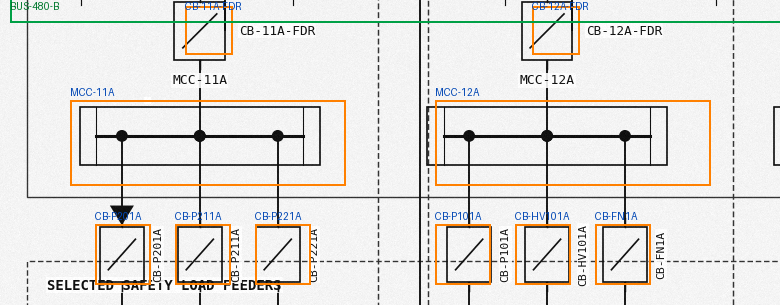 BUS-480-B
CB-11A-FDR
CB-12A-FDR
CB-11A-FDR
CB-12A-FDR
MCC-11A
MCC-12A
MCC-11A
MCC-12A
CB-P201A
CB-P211A
CB-P221A
CB-P101A
CB-HV101A
CB-FN1A
CB-P201A
CB-P211A
CB-P221A
CB-P101A
CB-HV101A
CB-FN1A
SELECTED SAFETY LOAD FEEDERS